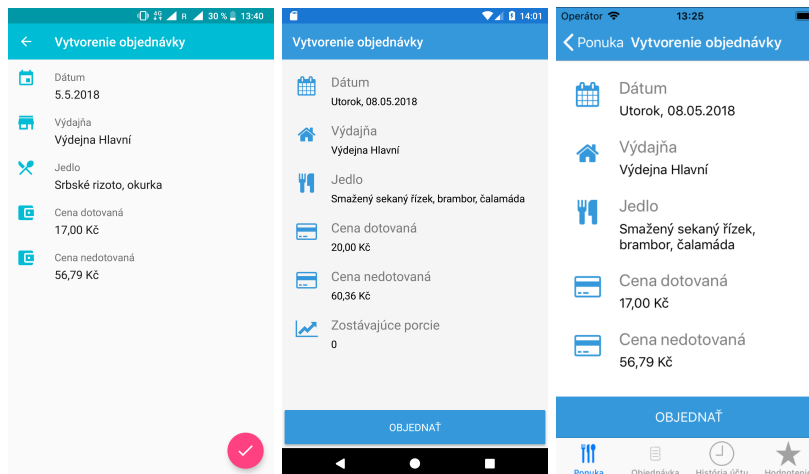 R 30 % 13:40
Vytvorenie objednávky
Dátum
5.5.2018
Výdajňa
Výdejna Hlavní
Jedlo
Srbské rizoto, okurka
Cena dotovaná
17,00 Kč
Cena nedotovaná
56,79 Kč
14:01
Vytvorenie objednávky
Dátum
Utorok, 08.05.2018
Výdajňa
Výdejna Hlavní
Jedlo
Smažený sekaný řízek, brambor, čalamáda
Cena dotovaná
20,00 Kč
Cena nedotovaná
60,36 Kč
Zostávajúce porcie
0
OBJEDNAŤ
Operátor 13:25
Ponuka Vytvorenie objednávky
Dátum
Utorok, 08.05.2018
Výdajňa
Výdejna Hlavní
Jedlo
Smažený sekaný řízek,
brambor, čalamáda
Cena dotovaná
17,00 Kč
Cena nedotovaná
56,79 Kč
OBJEDNAŤ
Ponuka Objednávka História účtu Hodnotenie